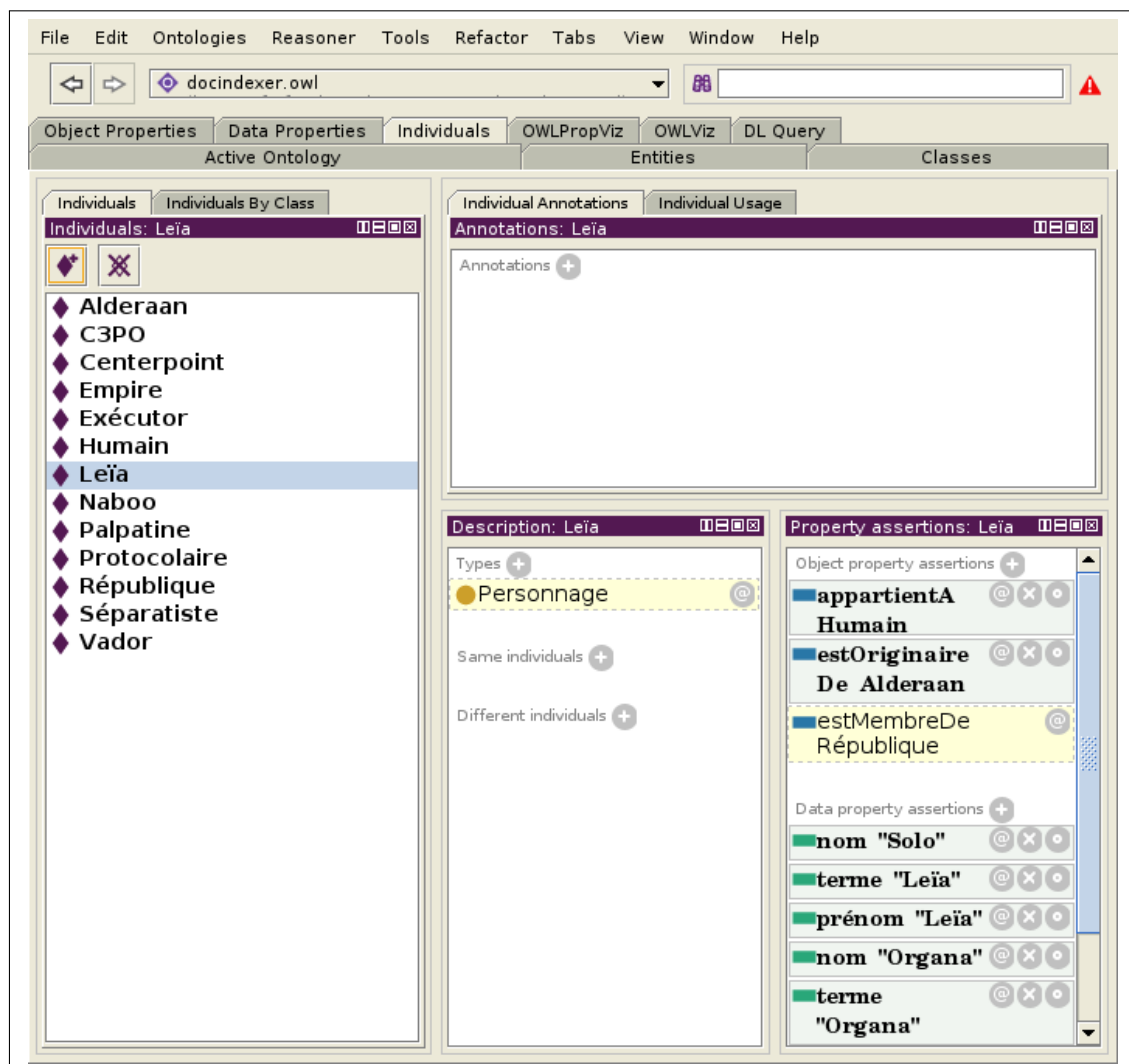 File Edit Ontologies Reasoner Tools Refactor Tabs View Window Help
docindexer.owl
Object Properties Data Properties Individuals OWLPropViz OWLViz DL Query
Active Ontology Entities Classes
Individuals Individuals By Class
Individuals: Leïa
Alderaan
C3PO
Centerpoint
Empire
Exécutor
Humain
Leïa
Naboo
Palpatine
Protocolaire
République
Séparatiste
Vador
Individual Annotations Individual Usage
Annotations: Leïa
Annotations
Description: Leïa
Types
Personnage
Same individuals
Different individuals
Property assertions: Leïa
Object property assertions
appartientA
Humain
estOriginaire
De Alderaan
estMembreDe
République
Data property assertions
nom "Solo"
terme "Leïa"
prénom "Leïa"
nom "Organa"
terme
"Organa"